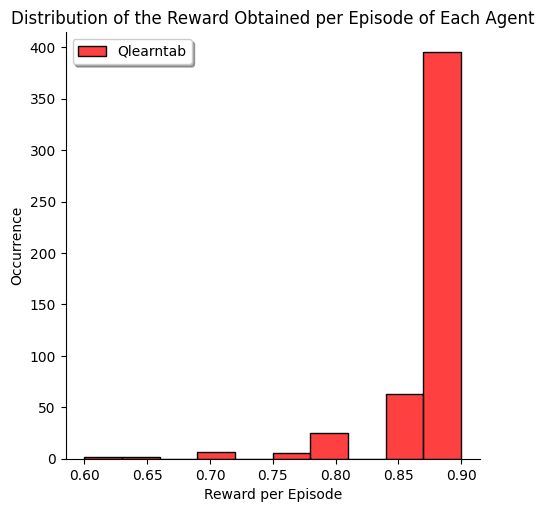 Distribution of the Reward Obtained per Episode of Each Agent
Qlearntab
400
350
300
250
200
150
100
50
0
Occurrence
0.60 0.65 0.70 0.75 0.80 0.85 0.90
Reward per Episode